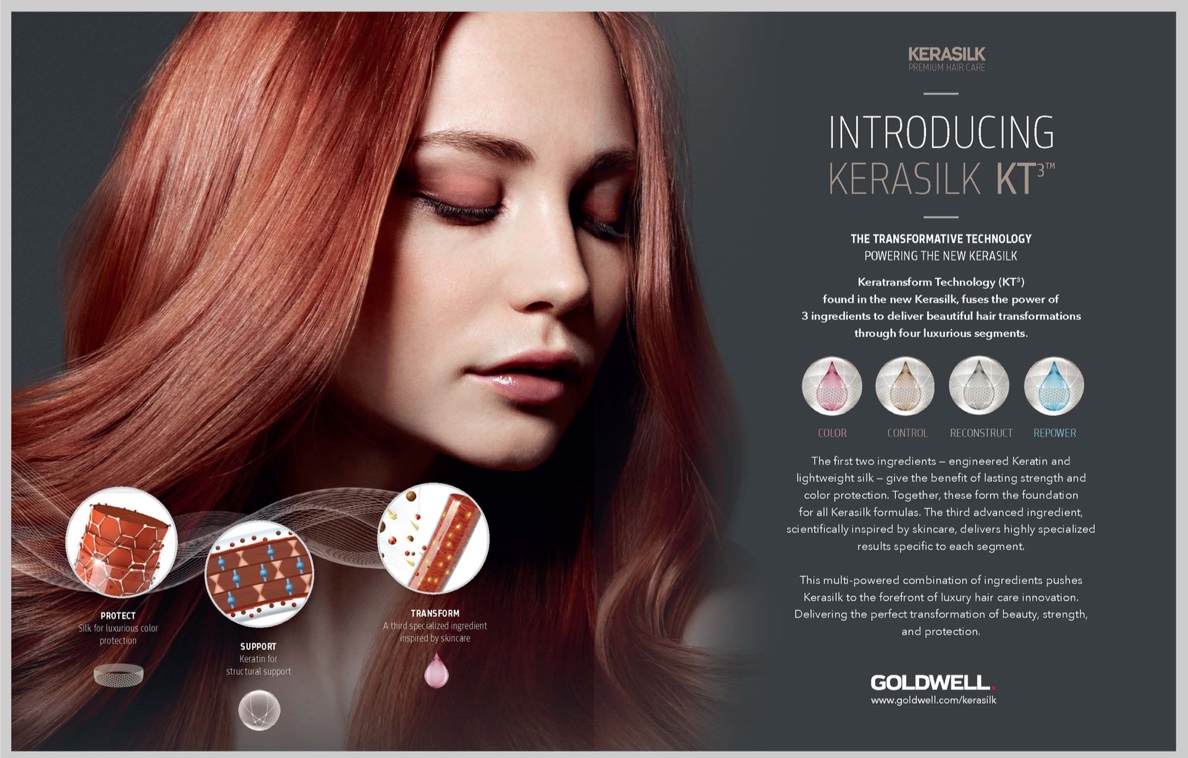 KERASILK
PREMIUM HAIR CARE
INTRODUCING
KERASILK KT³™
THE TRANSFORMATIVE TECHNOLOGY
POWERING THE NEW KERASILK
Keratransform Technology (KT³)
found in the new Kerasilk, fuses the power of
3 ingredients to deliver beautiful hair transformations
through four luxurious segments.
COLOR CONTROL RECONSTRUCT REPOWER
The first two ingredients – engineered Keratin and
lightweight silk – give the benefit of lasting strength and
color protection. Together, these form the foundation
for all Kerasilk formulas. The third advanced ingredient,
scientifically inspired by skincare, delivers highly specialized
results specific to each segment.
This multi-powered combination of ingredients pushes
Kerasilk to the forefront of luxury hair care innovation.
Delivering the perfect transformation of beauty, strength,
and protection.
GOLDWELL.
www.goldwell.com/kerasilk
PROTECT
Silk for luxurious color
protection
SUPPORT
Keratin for
structural support
TRANSFORM
A third specialized ingredient
inspired by skincare